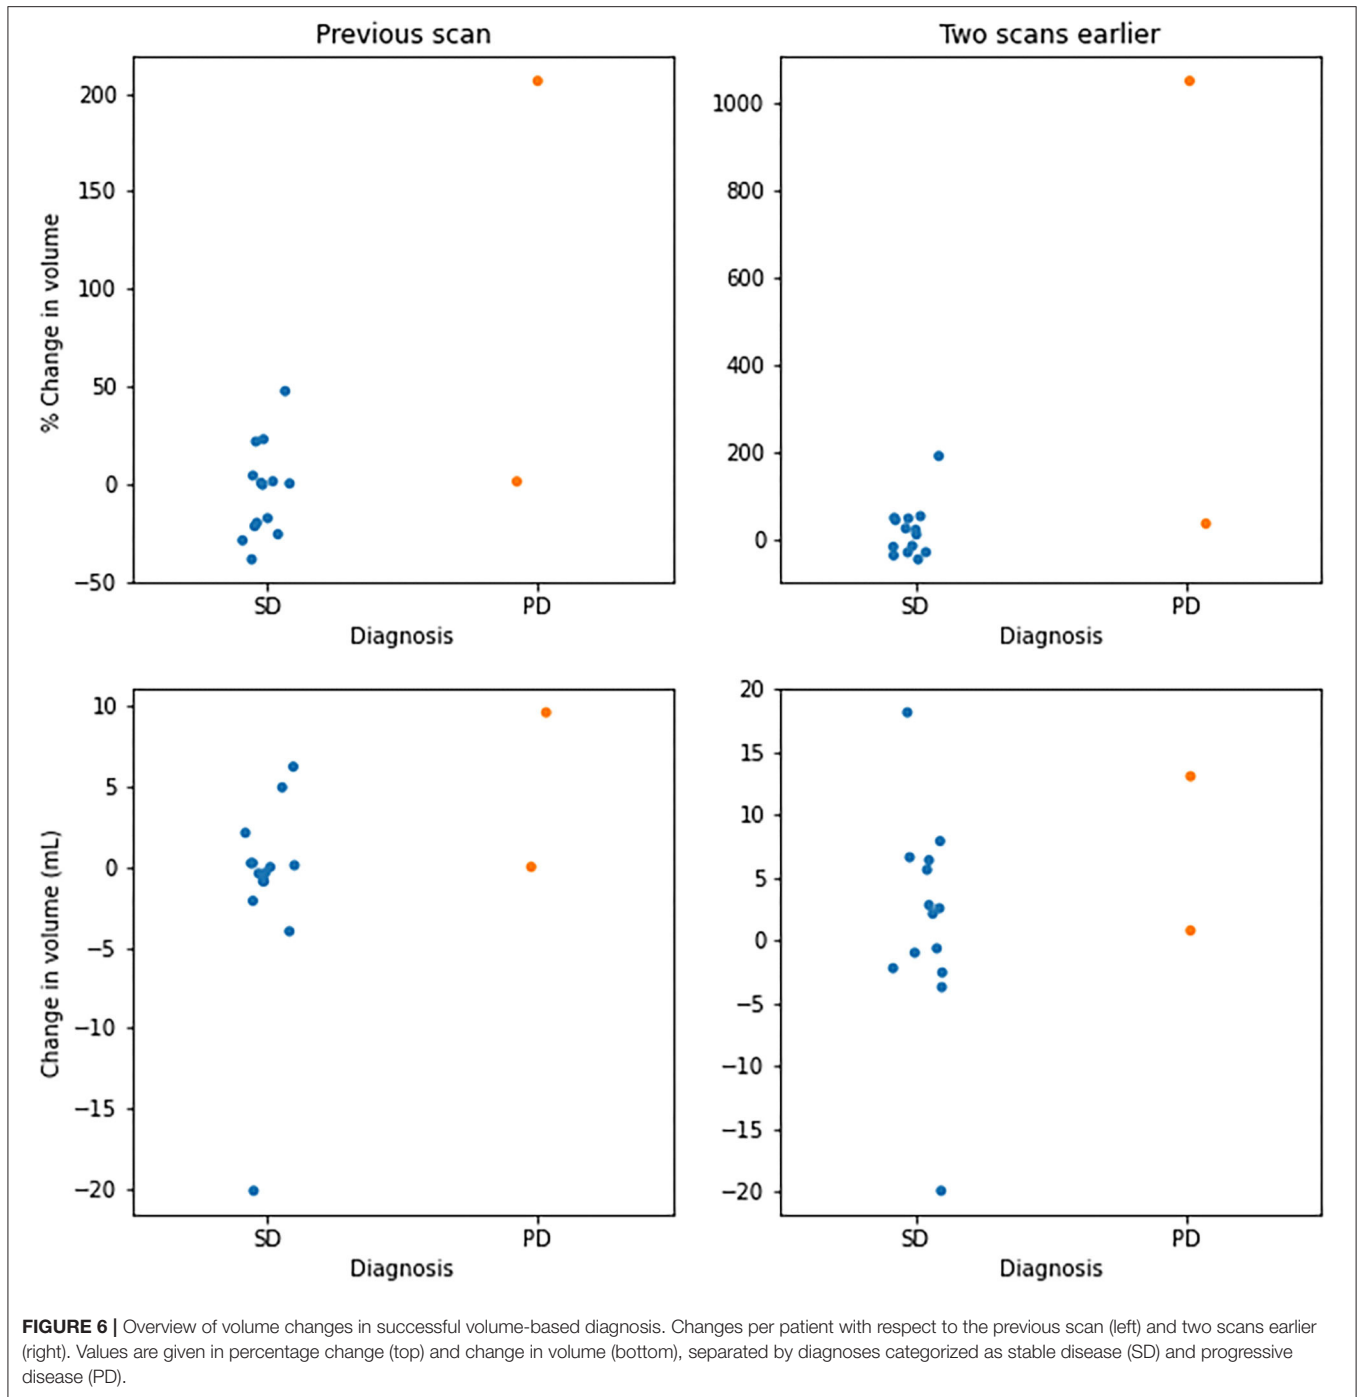 Previous scan
Two scans earlier
200
150
100
50
0
−50
% Change in volume
SD
PD
Diagnosis
1000
800
600
400
200
0
SD
PD
Diagnosis
10
5
0
−5
−10
−15
−20
Change in volume (mL)
SD
PD
Diagnosis
20
15
10
5
0
−5
−10
−15
−20
SD
PD
Diagnosis
FIGURE 6 | Overview of volume changes in successful volume-based diagnosis. Changes per patient with respect to the previous scan (left) and two scans earlier
(right). Values are given in percentage change (top) and change in volume (bottom), separated by diagnoses categorized as stable disease (SD) and progressive
disease (PD).